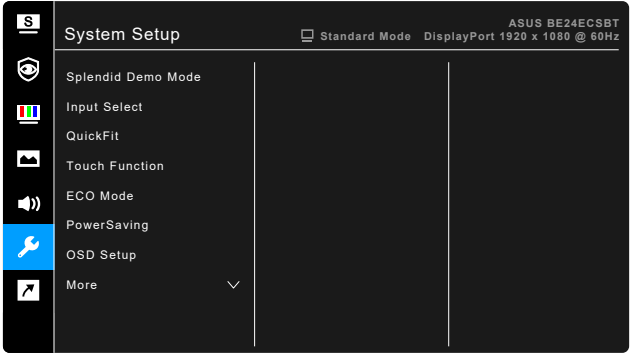 S
System Setup
ASUS BE24ECSBT
Standard Mode DisplayPort 1920 x 1080 @ 60Hz
Splendid Demo Mode
Input Select
QuickFit
Touch Function
ECO Mode
PowerSaving
OSD Setup
More